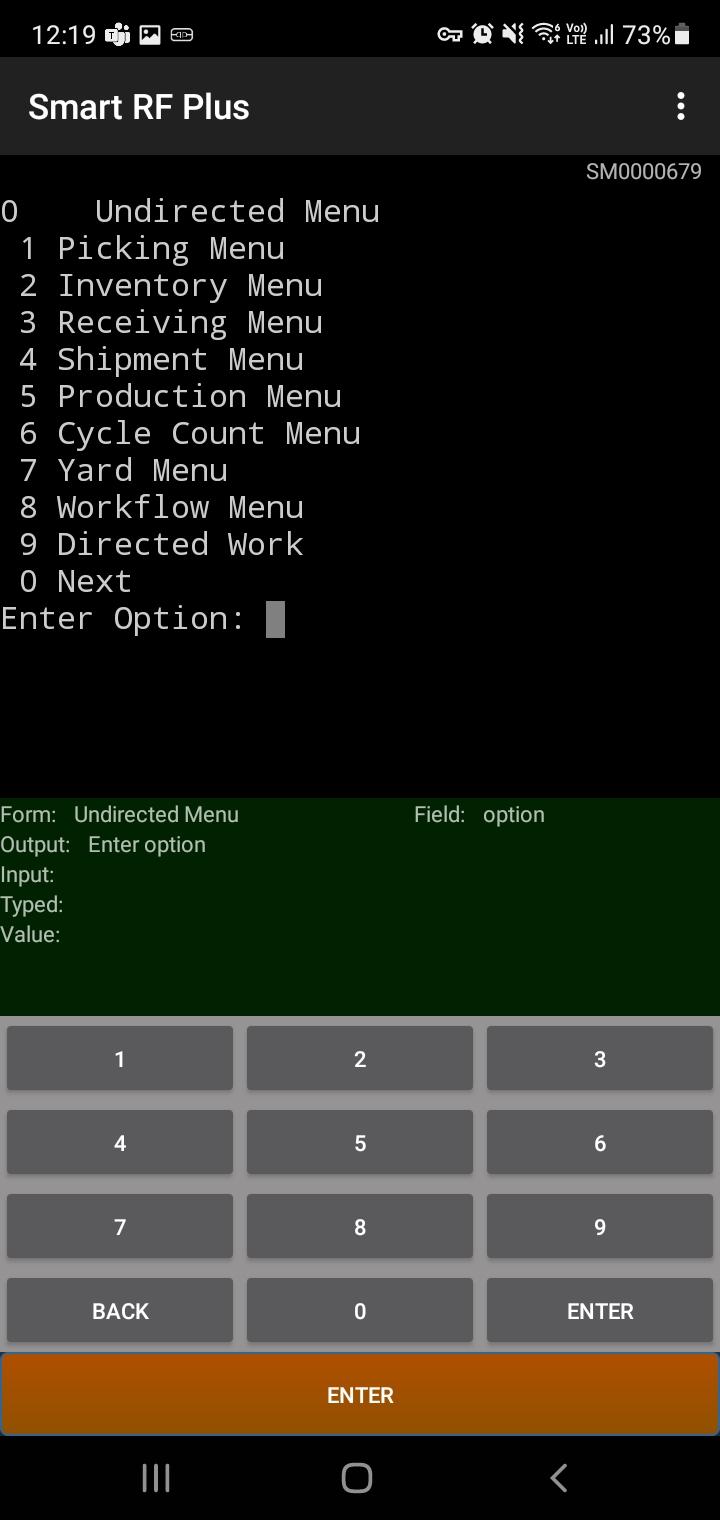 12:19 Vo)) LTE 73%
Smart RF Plus
SM0000679
0 Undirected Menu
1 Picking Menu
2 Inventory Menu
3 Receiving Menu
4 Shipment Menu
5 Production Menu
6 Cycle Count Menu
7 Yard Menu
8 Workflow Menu
9 Directed Work
0 Next
Enter Option:
Form: Undirected Menu Field: option
Output: Enter option
Input:
Typed:
Value:
1 2 3
4 5 6
7 8 9
BACK 0 ENTER
ENTER